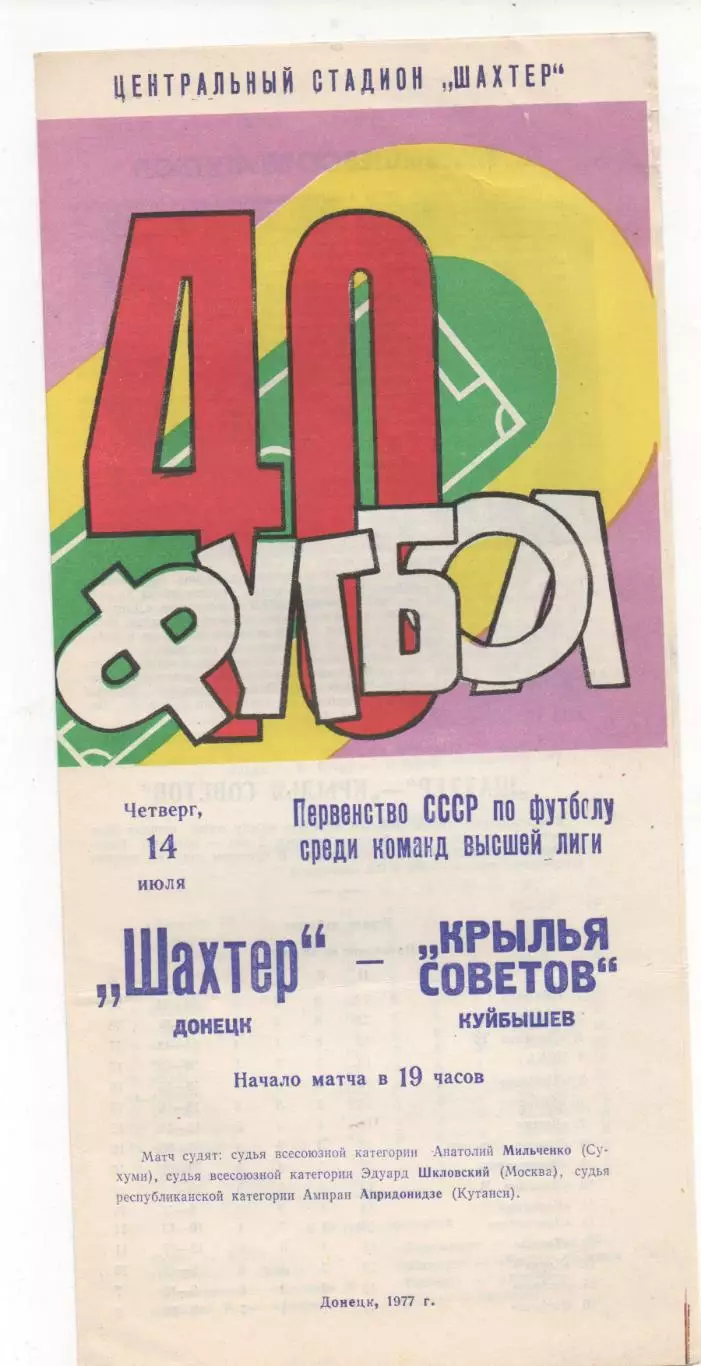 ЦЕНТРАЛЬНЫЙ СТАДИОН „ШАХТЕР“
40
ФУТБОЛ
Четверг,
14
июля
Первенство СССР по футболу
среди команд высшей лиги
„Шахтер“ — „КРЫЛЬЯ СОВЕТОВ“
ДОНЕЦК
КУЙБЫШЕВ
Начало матча в 19 часов
Матч судят: судья всесоюзной категории Анатолий Мильченко (Су-
хуми), судья всесоюзной категории Эдуард Шкловский (Москва), судья
республиканской категории Амиран Апридонидзе (Кутаиси).
Донецк, 1977 г.